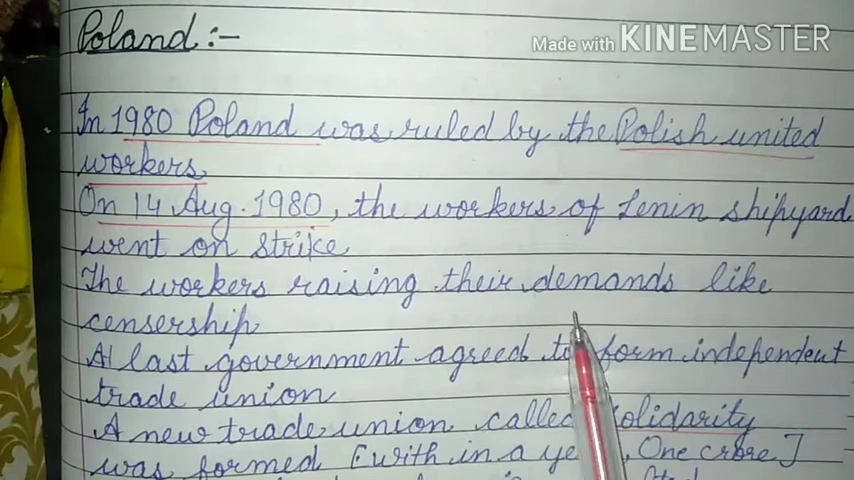 Poland :-
Made with KINEMASTER
In 1980 Poland was ruled by the Polish united
workers
On 14 Aug. 1980, the workers of Lenin shipyard
went on strike
The workers raising their demands like
censership
At last government agreed to form independent
trade union
A new trade union called Solidarity
was formed [with in a , One crore]